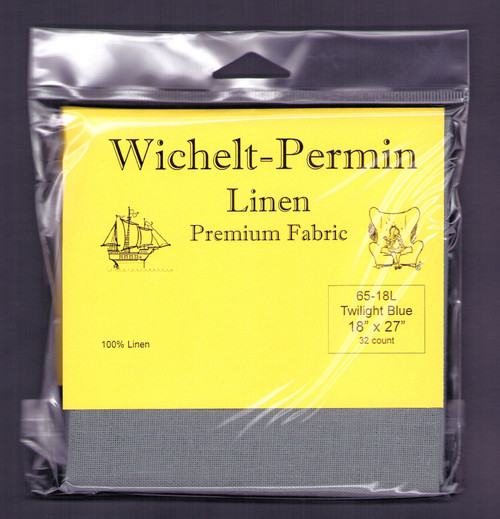 Wichelt-Permin
Linen
Premium Fabric
65-18L
Twilight Blue
18" x 27"
32 count
100% Linen